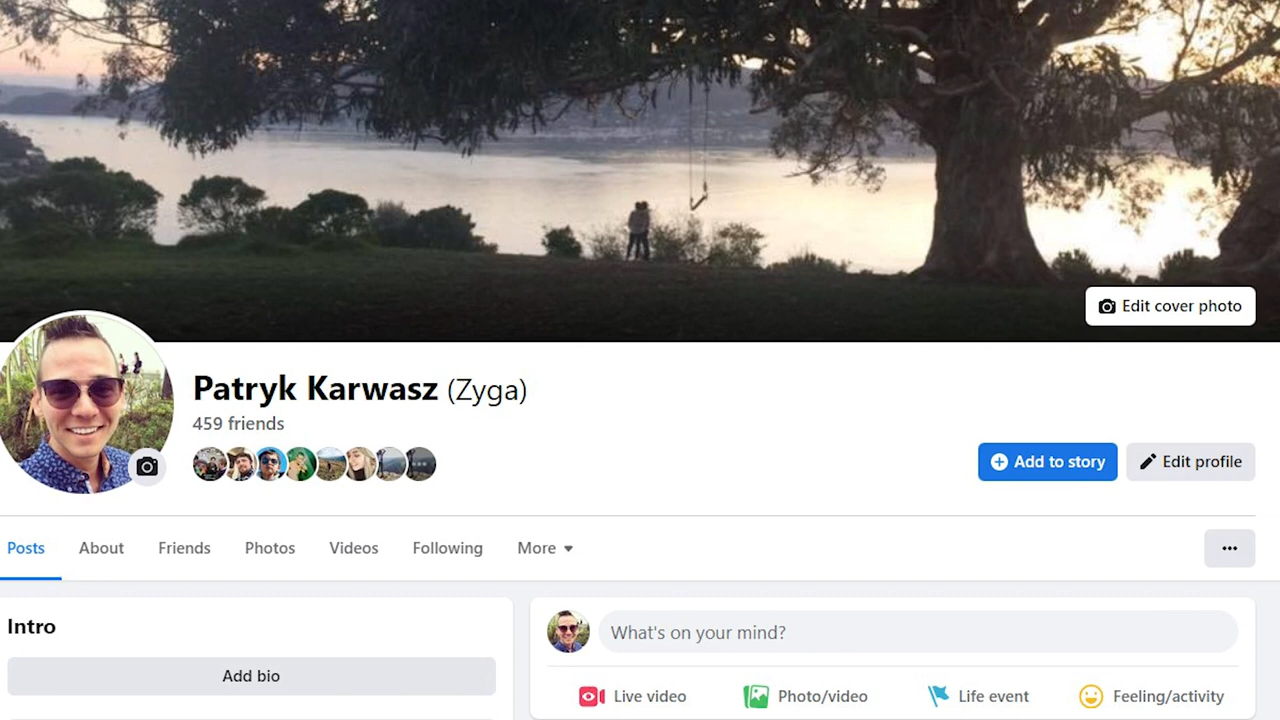 Edit cover photo
Patryk Karwasz (Zyga)
459 friends
Add to story
Edit profile
Posts
About
Friends
Photos
Videos
Following
More
Intro
Add bio
What's on your mind?
Live video
Photo/video
Life event
Feeling/activity